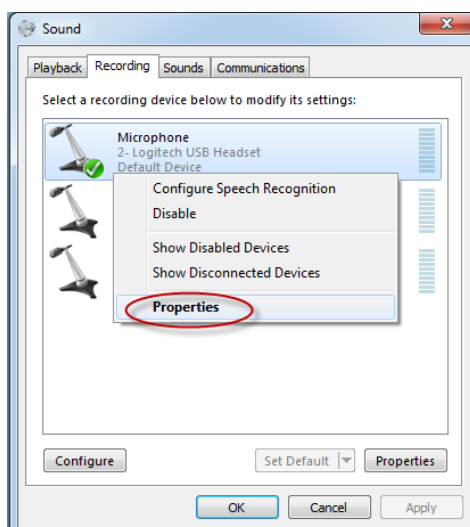 Sound
Playback Recording Sounds Communications
Select a recording device below to modify its settings:
Microphone
2- Logitech USB Headset
Default Device
Configure Speech Recognition
Disable
Show Disabled Devices
Show Disconnected Devices
Properties
Configure Set Default Properties
OK Cancel Apply